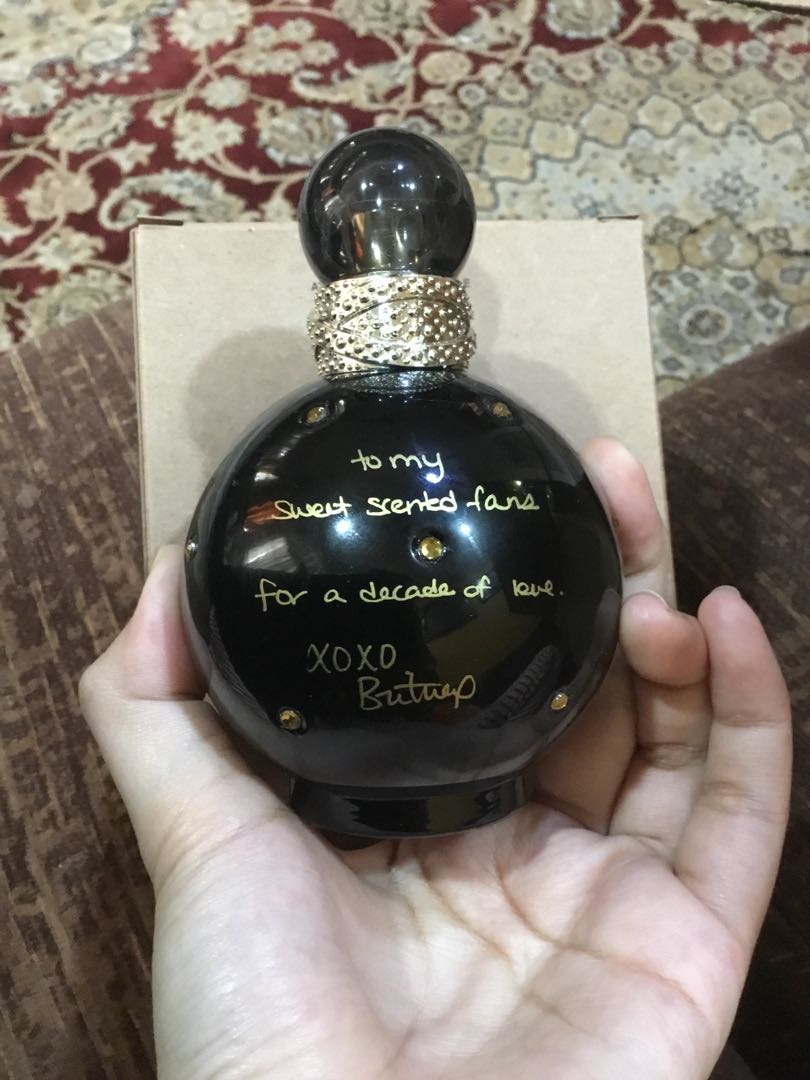 to my
sweet scented fans
for a decade of love.
XOXO
Britney